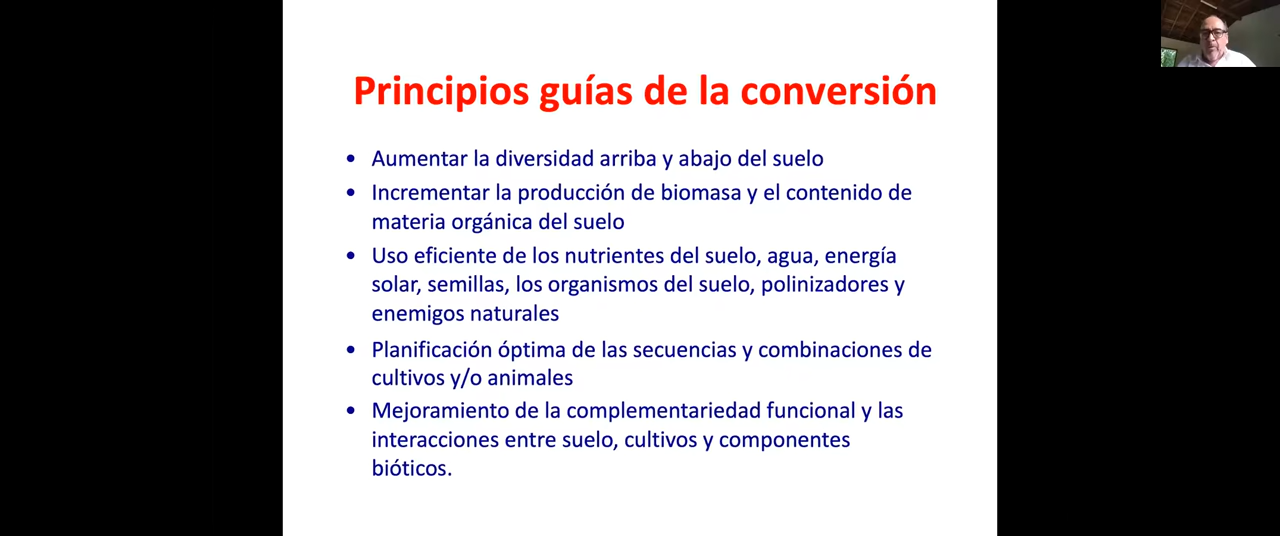 Principios guías de la conversión
• Aumentar la diversidad arriba y abajo del suelo
• Incrementar la producción de biomasa y el contenido de
materia orgánica del suelo
• Uso eficiente de los nutrientes del suelo, agua, energía
solar, semillas, los organismos del suelo, polinizadores y
enemigos naturales
• Planificación óptima de las secuencias y combinaciones de
cultivos y/o animales
• Mejoramiento de la complementariedad funcional y las
interacciones entre suelo, cultivos y componentes
bióticos.